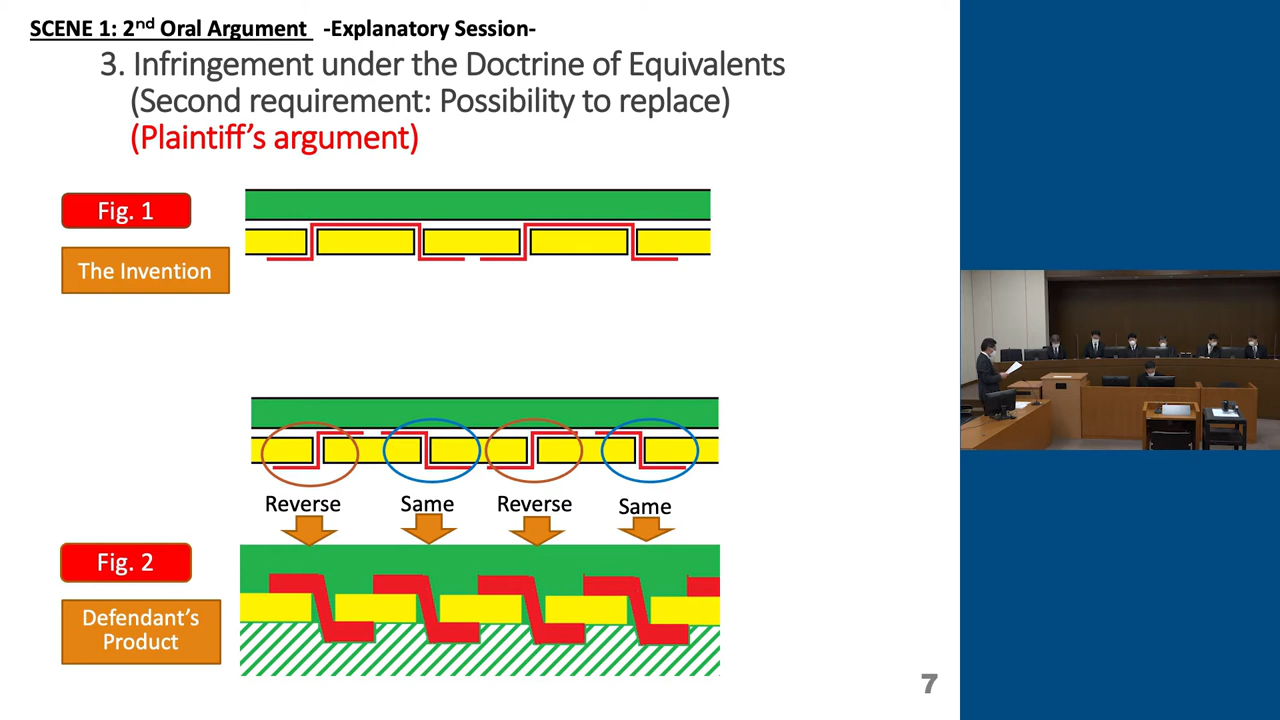 SCENE 1: 2nd Oral Argument -Explanatory Session-
3. Infringement under the Doctrine of Equivalents
(Second requirement: Possibility to replace)
(Plaintiff's argument)
Fig. 1
The Invention
Reverse
Same
Reverse
Same
Fig. 2
Defendant's
Product
7